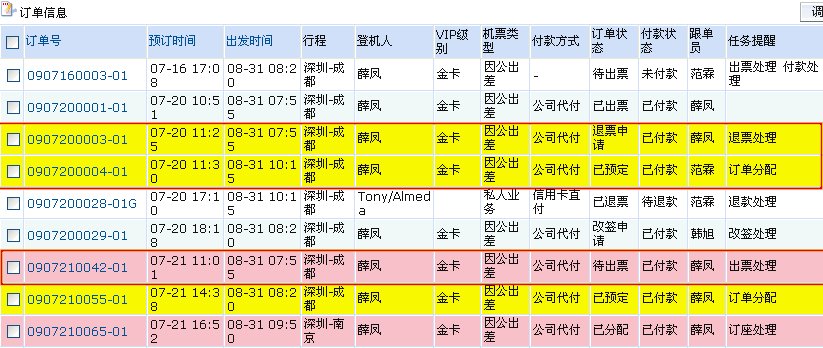 订单信息
调
订单号 预订时间 出发时间 行程 登机人 VIP级别 机票类型 付款方式 订单状态 付款状态 跟单员 任务提醒
0907160003-01 07-16 17:08 08-31 08:20 深圳-成都 薛凤 金卡 因公出差 - 待出票 未付款 范霖 出票处理 付款处理
0907200001-01 07-20 10:51 08-31 07:55 深圳-成都 薛凤 金卡 因公出差 公司代付 已出票 已付款 薛凤
0907200003-01 07-20 11:25 08-31 07:55 深圳-成都 薛凤 金卡 因公出差 公司代付 退票申请 已付款 薛凤 退票处理
0907200004-01 07-20 11:30 08-31 10:15 深圳-成都 薛凤 金卡 因公出差 公司代付 已预定 已付款 范霖 订单分配
0907200028-01G 07-20 17:10 08-31 10:15 深圳-成都 Tony/Almeda 私人业务 信用卡直付 已退票 待退款 范霖 退款处理
0907200029-01 07-20 18:18 08-31 08:20 深圳-成都 薛凤 金卡 因公出差 公司代付 改签申请 已付款 韩旭 改签处理
0907210042-01 07-21 11:01 08-31 07:55 深圳-成都 薛凤 金卡 因公出差 公司代付 待出票 已付款 薛凤 出票处理
0907210055-01 07-21 14:38 08-31 08:20 深圳-成都 薛凤 金卡 因公出差 公司代付 已预定 已付款 薛凤 订单分配
0907210065-01 07-21 16:52 08-31 09:50 深圳-南京 薛凤 金卡 因公出差 公司代付 已分配 已付款 薛凤 订座处理